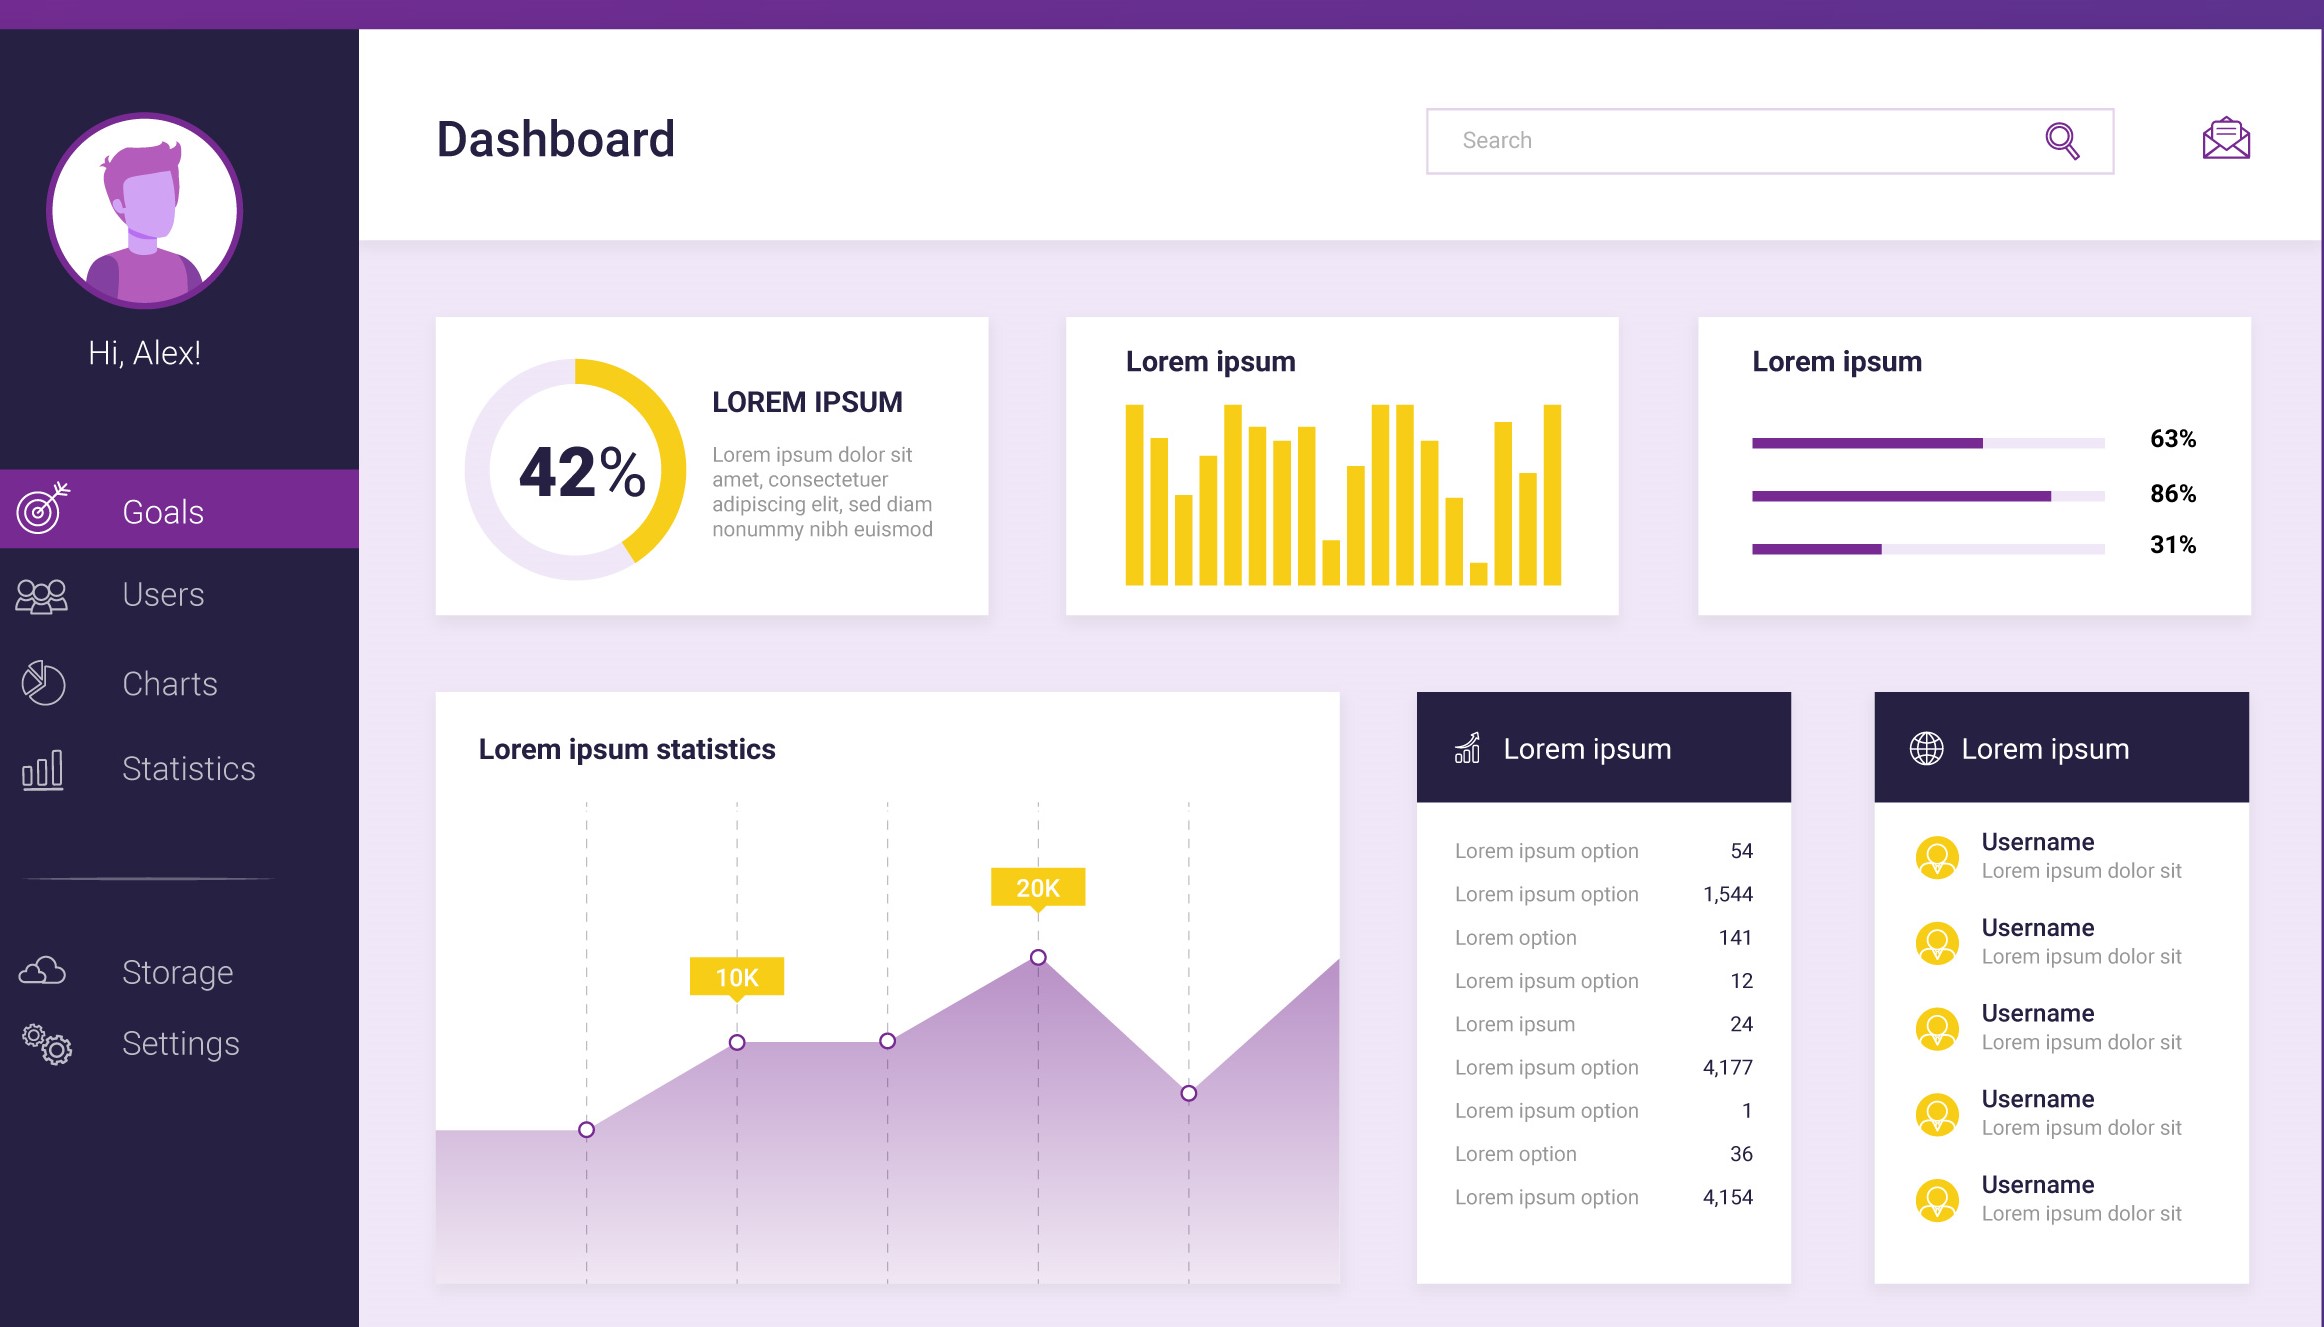 Hi, Alex!
Goals
Users
Charts
Statistics
Storage
Settings
Dashboard
Search
42%
LOREM IPSUM
Lorem ipsum dolor sit
amet, consectetuer
adipiscing elit, sed diam
nonummy nibh euismod
Lorem ipsum
Lorem ipsum
63%
86%
31%
Lorem ipsum statistics
10K
20K
Lorem ipsum
Lorem ipsum option 54
Lorem ipsum option 1,544
Lorem option 141
Lorem ipsum option 12
Lorem ipsum 24
Lorem ipsum option 4,177
Lorem ipsum option 1
Lorem option 36
Lorem ipsum option 4,154
Lorem ipsum
Username
Lorem ipsum dolor sit
Username
Lorem ipsum dolor sit
Username
Lorem ipsum dolor sit
Username
Lorem ipsum dolor sit
Username
Lorem ipsum dolor sit